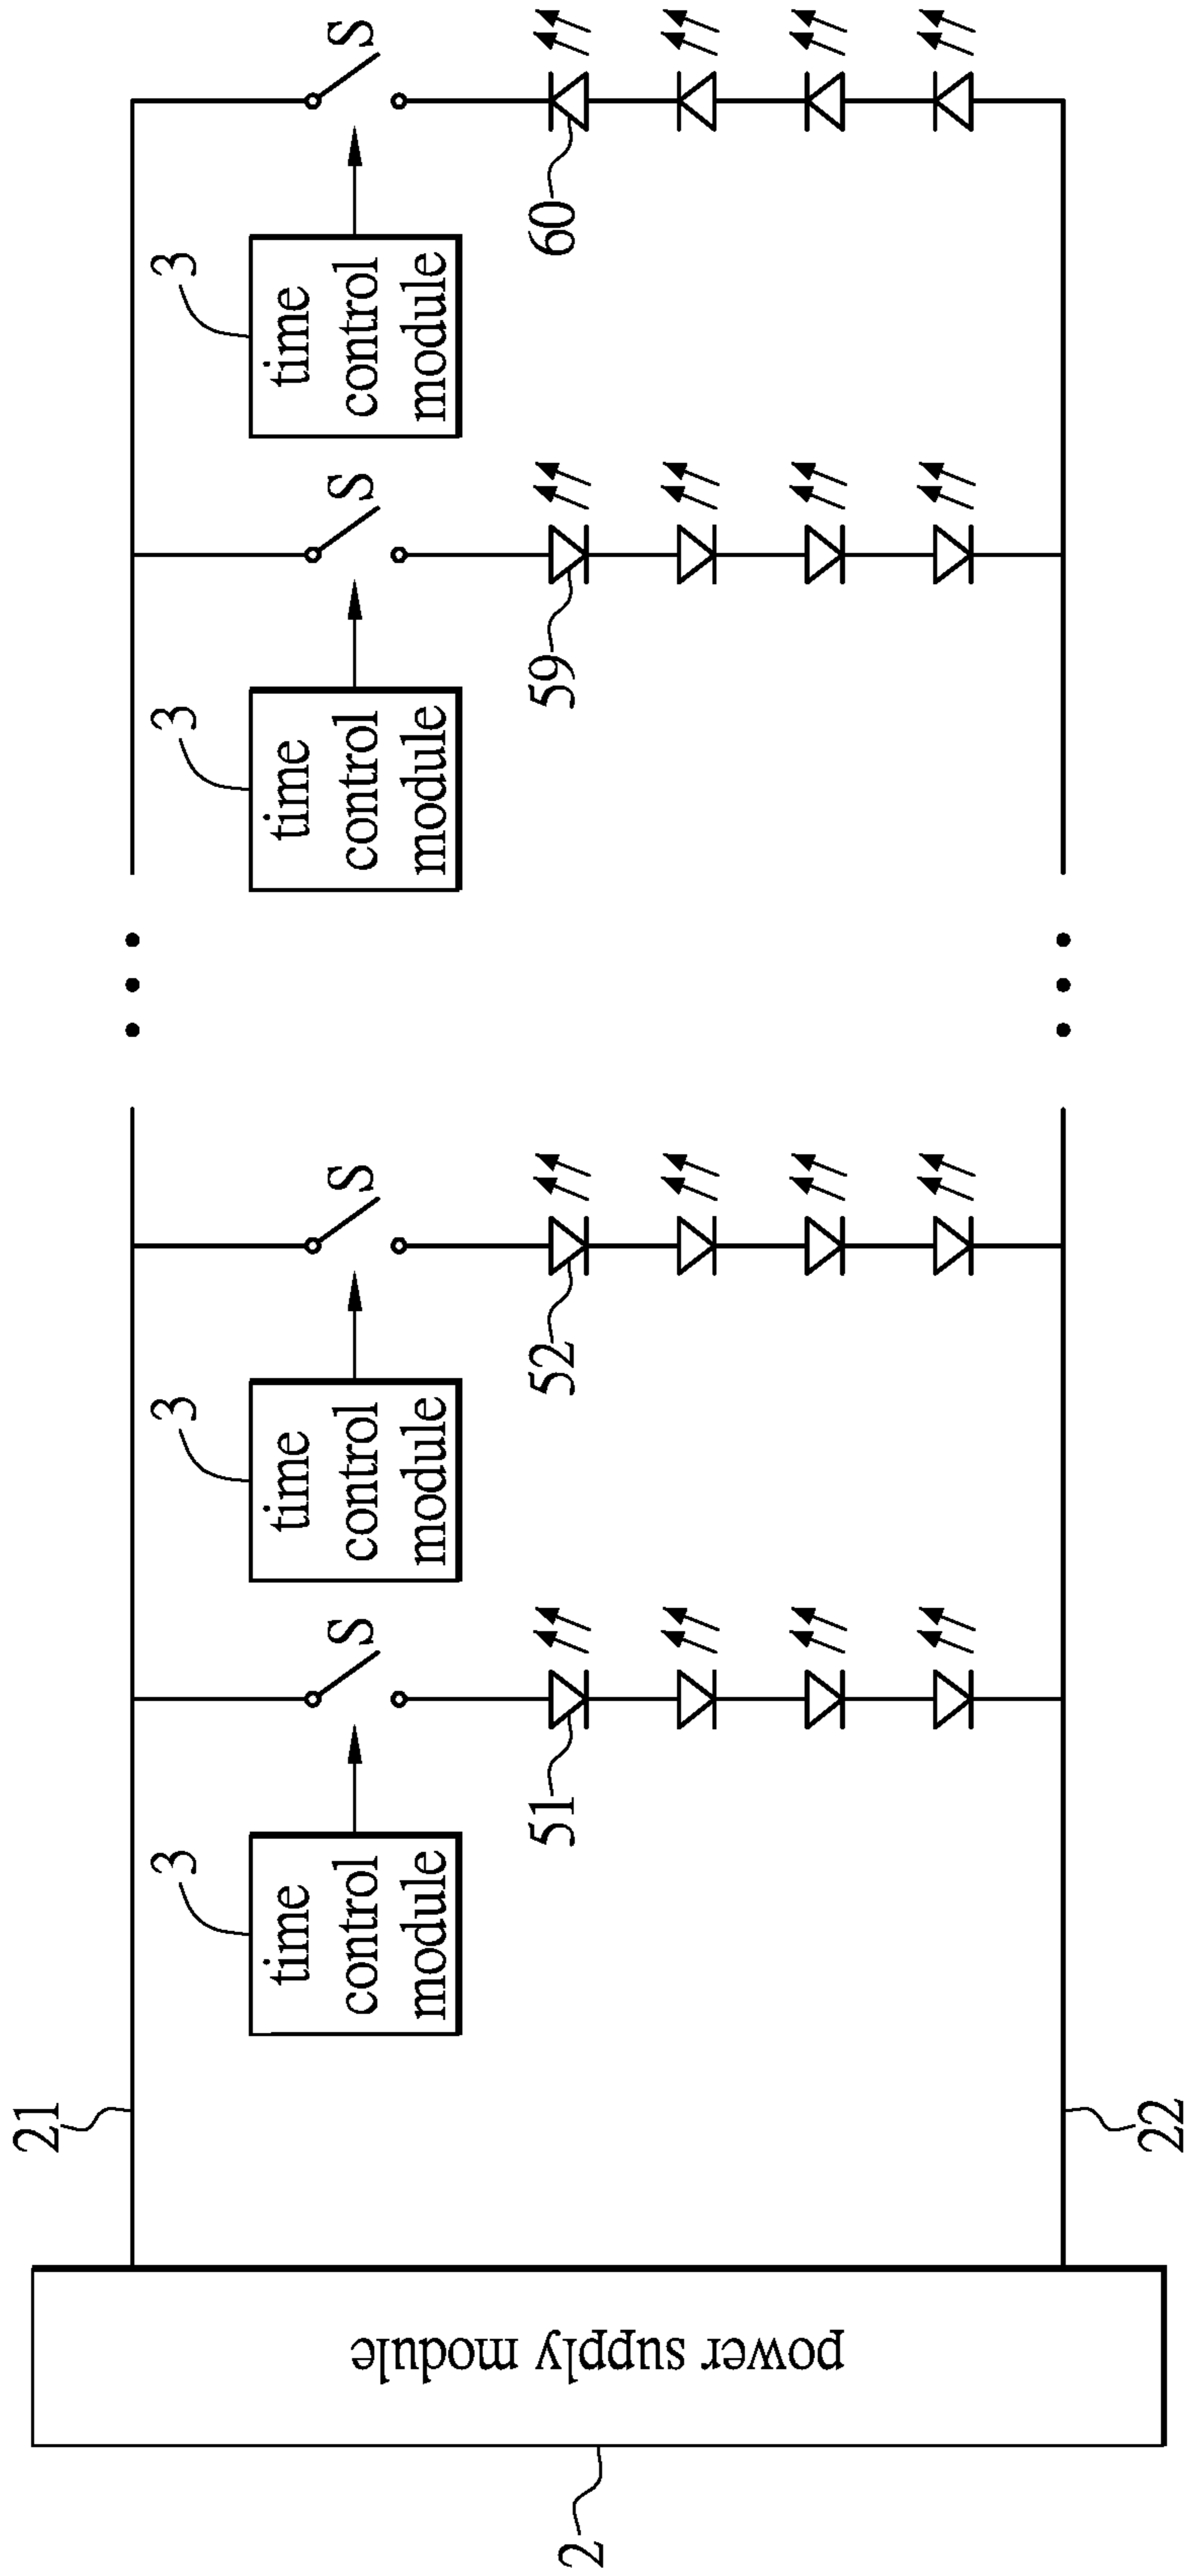 2
power supply module
21
22
3
time
control
module
S
51
3
time
control
module
S
52
3
time
control
module
S
59
3
time
control
module
S
60